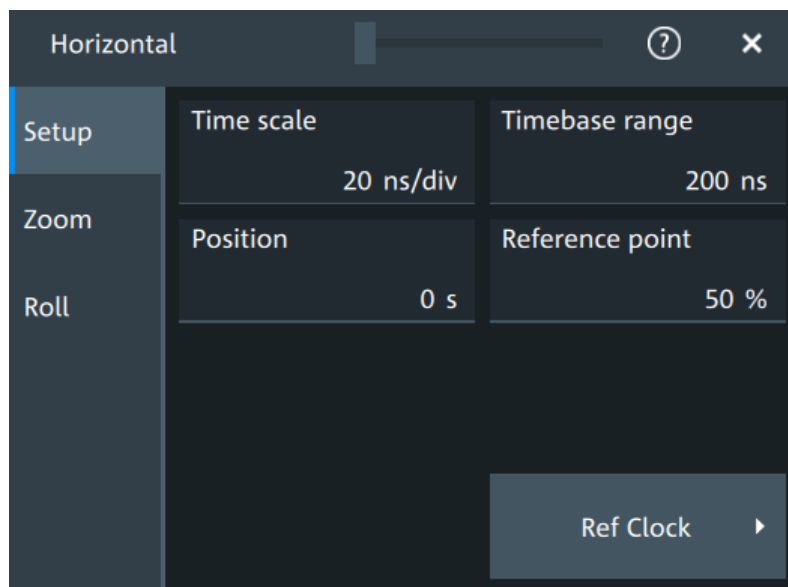 Horizontal ?
Setup
Zoom
Roll
Time scale
20 ns/div
Timebase range
200 ns
Position
0 s
Reference point
50 %
Ref Clock